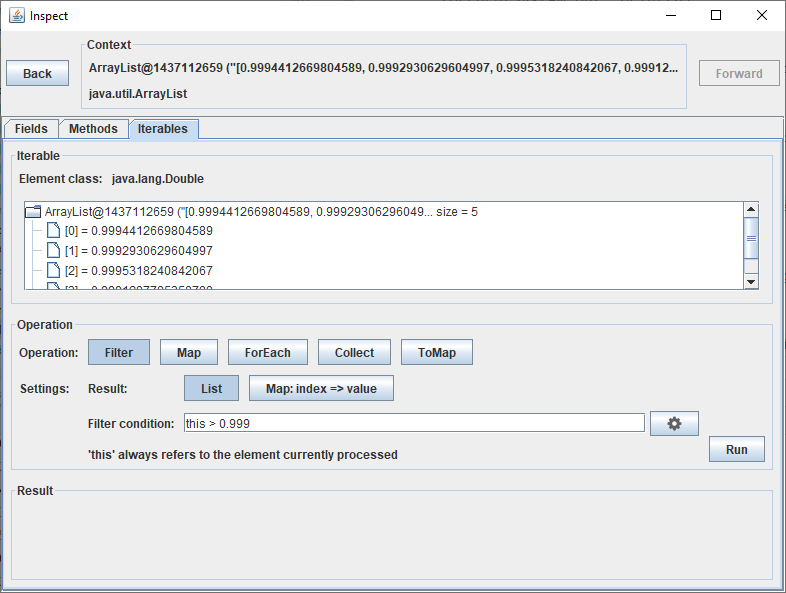 Inspect
Context
Back
ArrayList@1437112659 ("[0.9994412669804589, 0.9992930629604997, 0.9995318240842067, 0.99912...
Forward
java.util.ArrayList
Fields Methods Iterables
Iterable
Element class: java.lang.Double
ArrayList@1437112659 ("[0.9994412669804589, 0.99929306296049... size = 5
[0] = 0.9994412669804589
[1] = 0.9992930629604997
[2] = 0.9995318240842067
Operation
Operation: Filter Map ForEach Collect ToMap
Settings: Result: List Map: index => value
Filter condition: this > 0.999
Run
'this' always refers to the element currently processed
Result